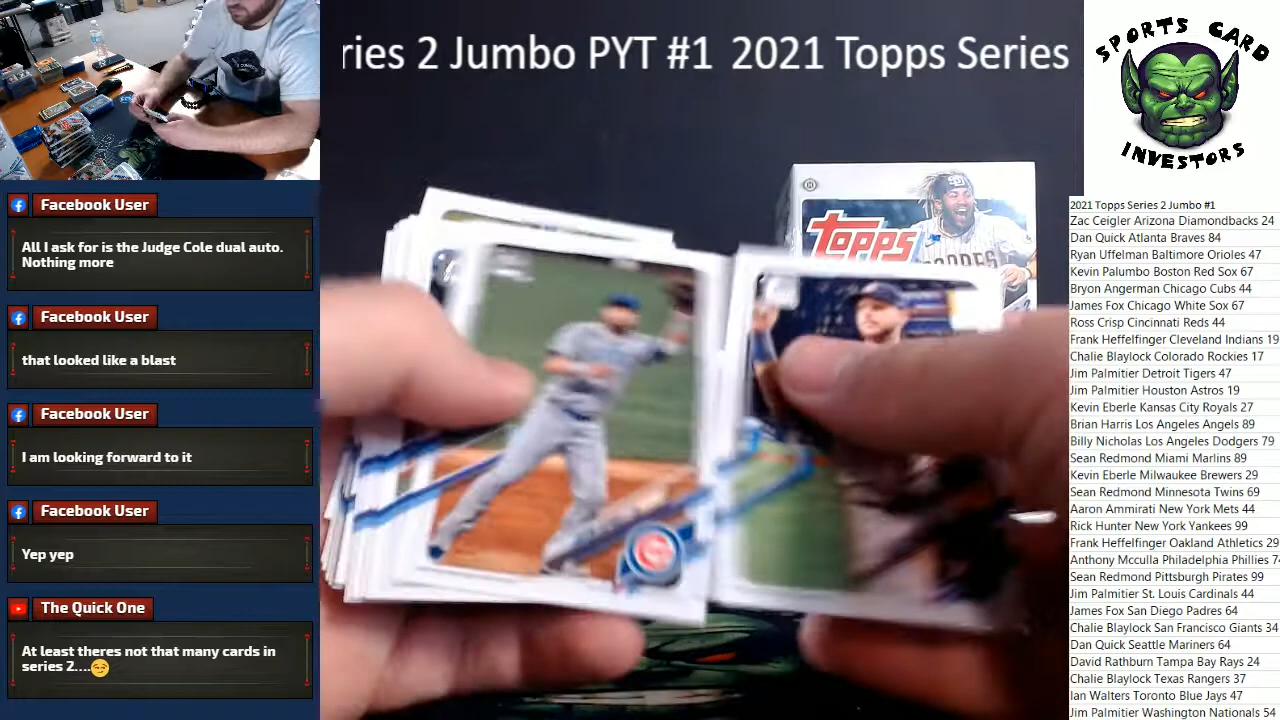 ries 2 Jumbo PYT #1 2021 Topps Series
SPORTS CARD
INVESTORS
Facebook User
All I ask for is the Judge Cole dual auto.
Nothing more
Facebook User
that looked like a blast
Facebook User
I am looking forward to it
Facebook User
Yep yep
The Quick One
At least theres not that many cards in
series 2....😏
topps
PADRES
2021 Topps Series 2 Jumbo #1
Zac Ceigler Arizona Diamondbacks 24
Dan Quick Atlanta Braves 84
Ryan Uffelman Baltimore Orioles 47
Kevin Palumbo Boston Red Sox 67
Bryon Angerman Chicago Cubs 44
James Fox Chicago White Sox 67
Ross Crisp Cincinnati Reds 44
Frank Heffelfinger Cleveland Indians 19
Chalie Blaylock Colorado Rockies 17
Jim Palmitier Detroit Tigers 47
Jim Palmitier Houston Astros 19
Kevin Eberle Kansas City Royals 27
Brian Harris Los Angeles Angels 89
Billy Nicholas Los Angeles Dodgers 79
Sean Redmond Miami Marlins 89
Kevin Eberle Milwaukee Brewers 29
Sean Redmond Minnesota Twins 69
Aaron Ammirati New York Mets 44
Rick Hunter New York Yankees 99
Frank Heffelfinger Oakland Athletics 29
Anthony Mcculla Philadelphia Phillies 74
Sean Redmond Pittsburgh Pirates 99
Jim Palmitier St. Louis Cardinals 44
James Fox San Diego Padres 64
Chalie Blaylock San Francisco Giants 34
Dan Quick Seattle Mariners 64
David Rathburn Tampa Bay Rays 24
Chalie Blaylock Texas Rangers 37
Ian Walters Toronto Blue Jays 47
Jim Palmitier Washington Nationals 54